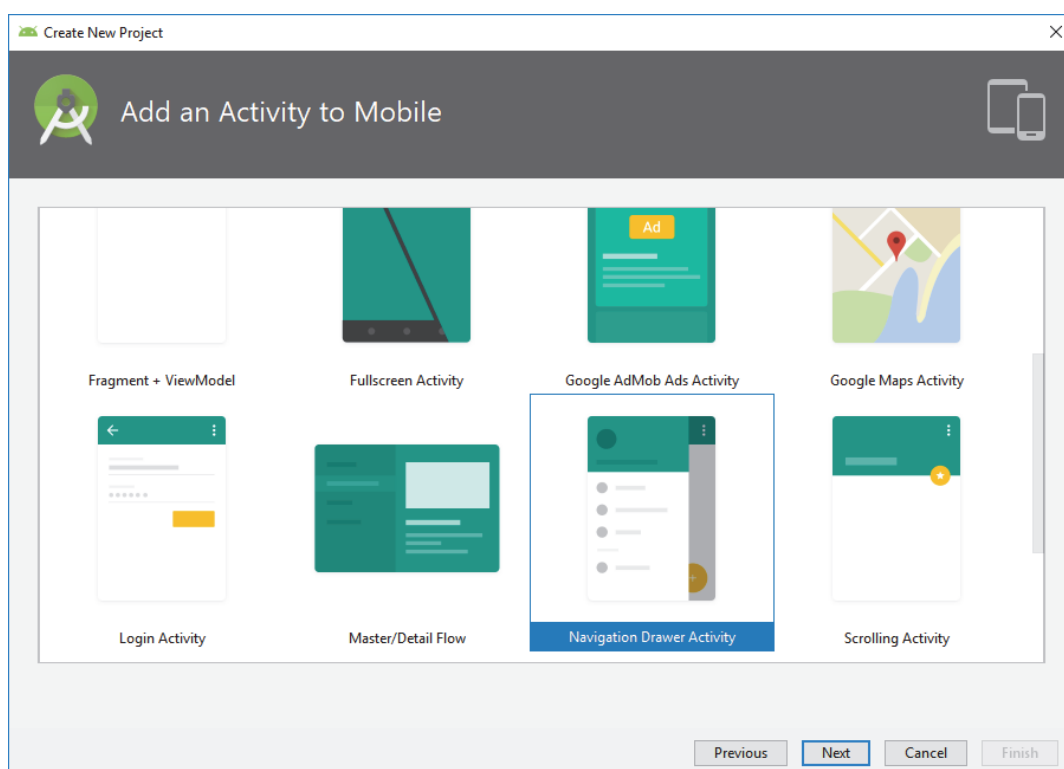 Create New Project
Add an Activity to Mobile
Ad
Fragment + ViewModel
Fullscreen Activity
Google AdMob Ads Activity
Google Maps Activity
Login Activity
Master/Detail Flow
Navigation Drawer Activity
Scrolling Activity
Previous
Next
Cancel
Finish